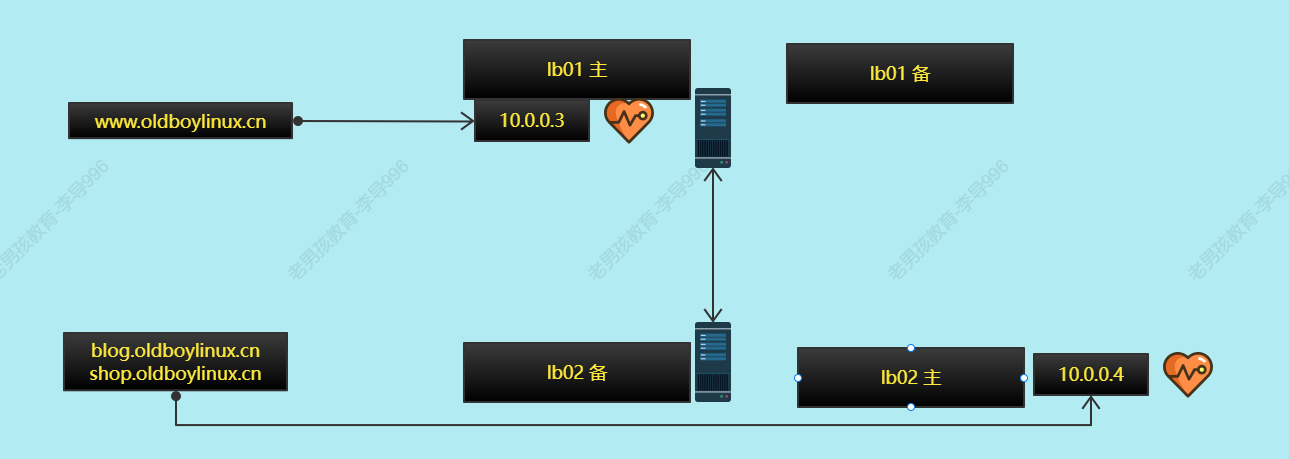 lb01 主
lb01 备
www.oldboylinux.cn
10.0.0.3
老男孩教育-李导996
老男孩教育-李导996
老男孩教育-李导996
老男孩教育-李导996
老男孩教育-李导
blog.oldboylinux.cn
shop.oldboylinux.cn
lb02 备
lb02 主
10.0.0.4